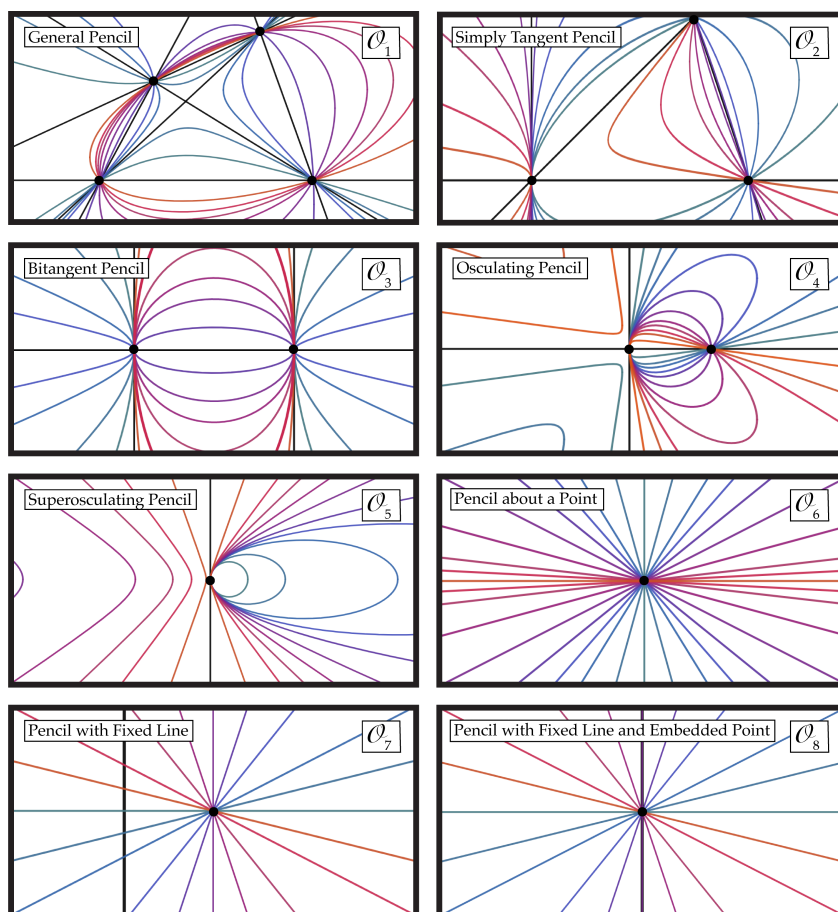 General Pencil
𝒪1
Simply Tangent Pencil
𝒪2
Bitangent Pencil
𝒪3
Osculating Pencil
𝒪4
Superosculating Pencil
𝒪5
Pencil about a Point
𝒪6
Pencil with Fixed Line
𝒪7
Pencil with Fixed Line and Embedded Point
𝒪8